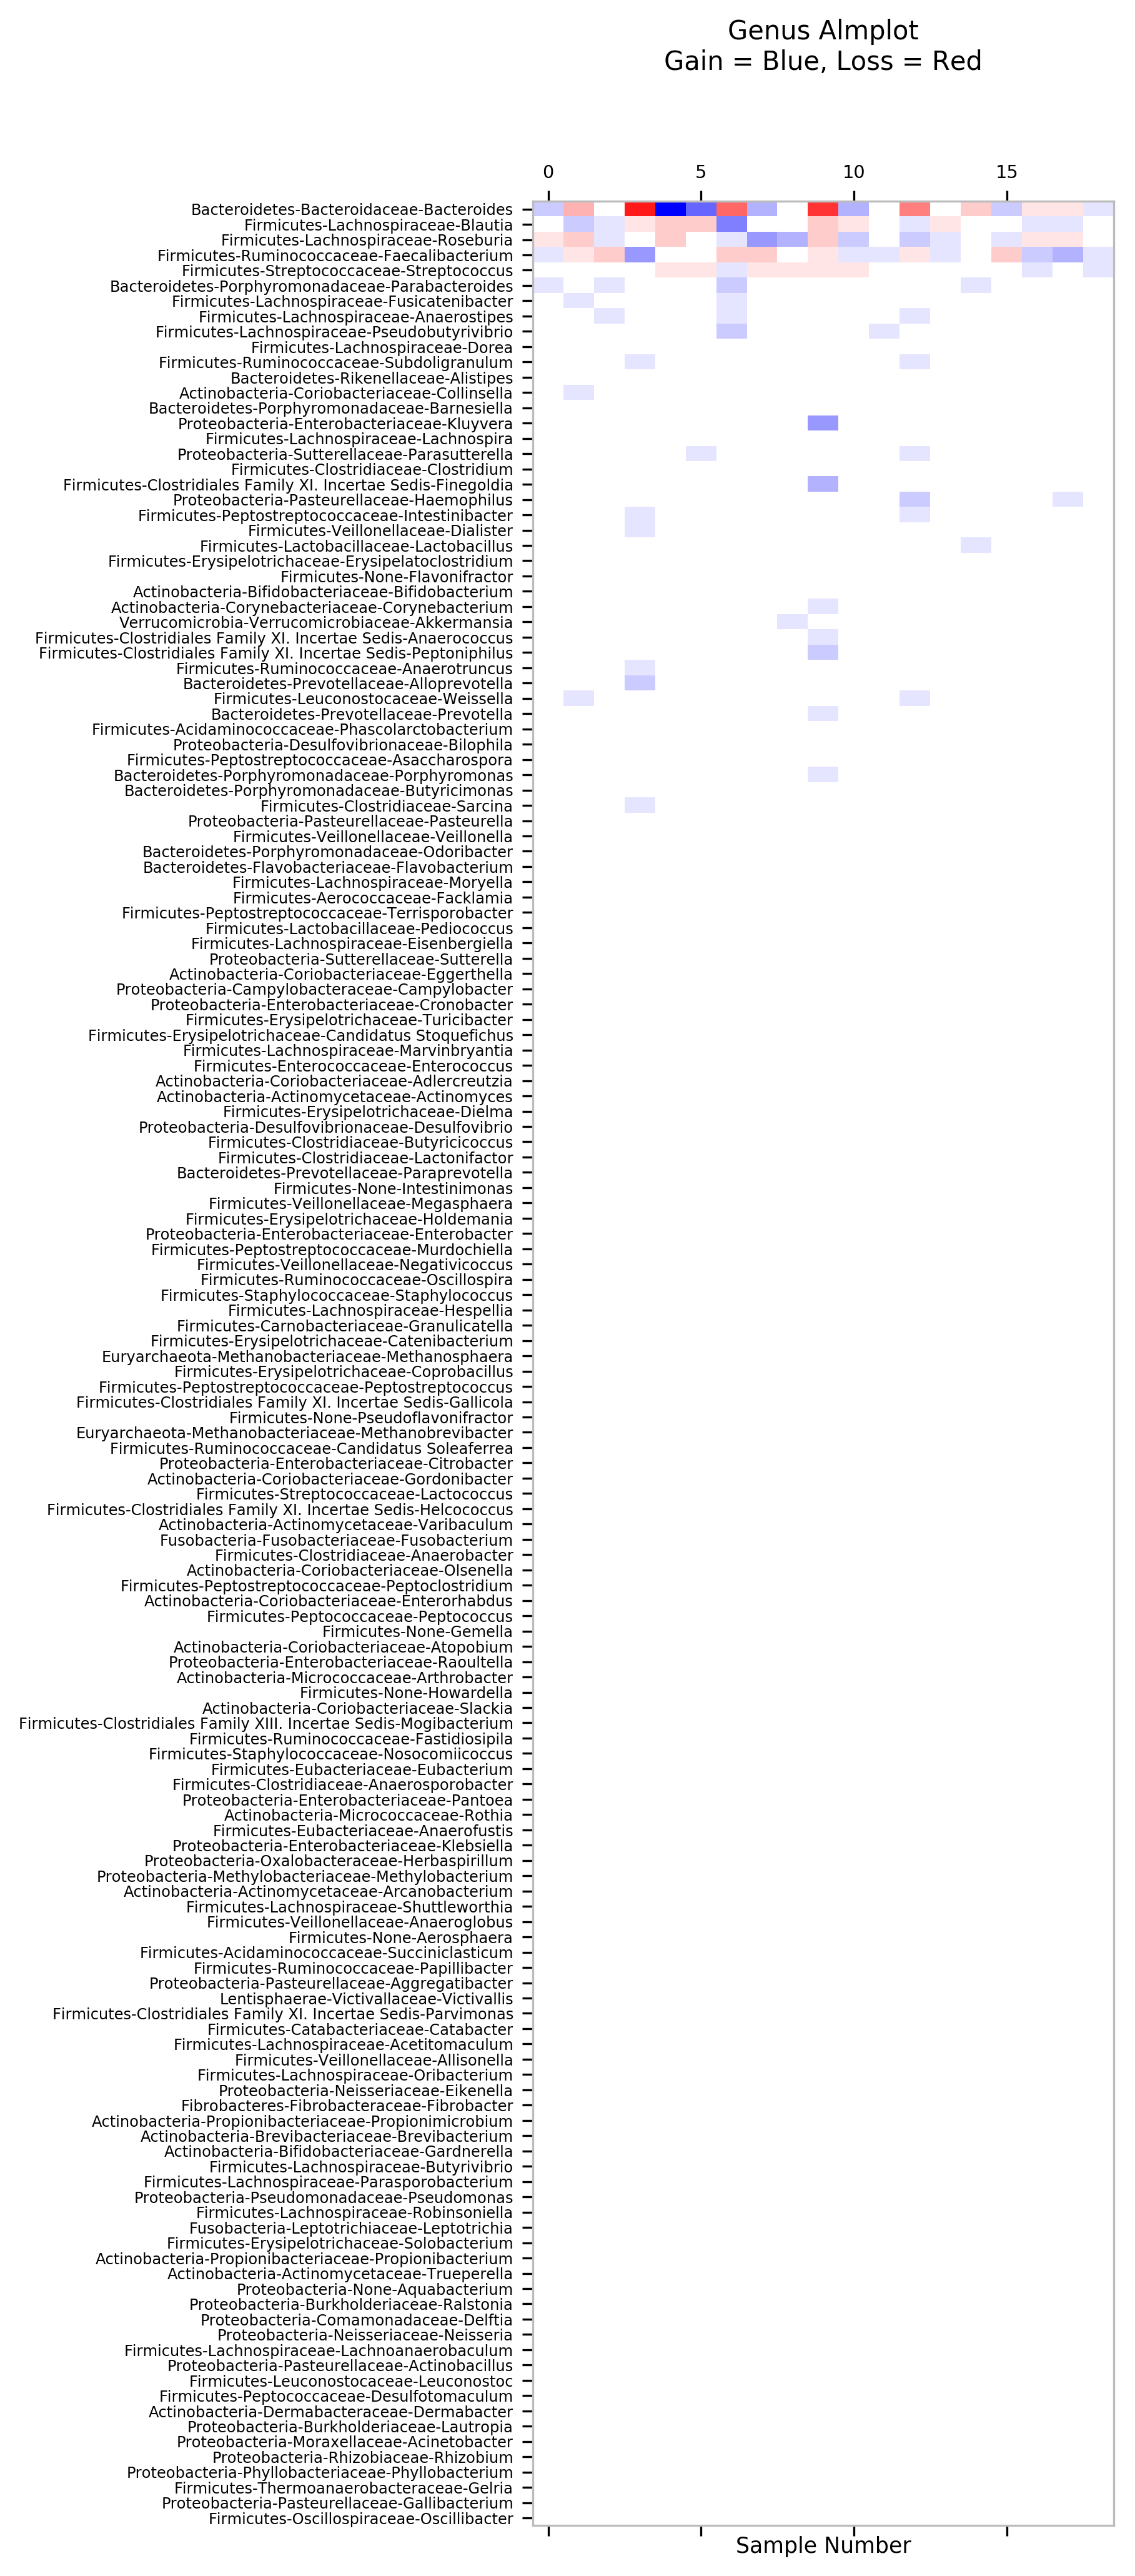 Genus Almplot
Gain = Blue, Loss = Red
0 5 10 15
Bacteroidetes-Bacteroidaceae-Bacteroides
Firmicutes-Lachnospiraceae-Blautia
Firmicutes-Lachnospiraceae-Roseburia
Firmicutes-Ruminococcaceae-Faecalibacterium
Firmicutes-Streptococcaceae-Streptococcus
Bacteroidetes-Porphyromonadaceae-Parabacteroides
Firmicutes-Lachnospiraceae-Fusicatenibacter
Firmicutes-Lachnospiraceae-Anaerostipes
Firmicutes-Lachnospiraceae-Pseudobutyrivibrio
Firmicutes-Lachnospiraceae-Dorea
Firmicutes-Ruminococcaceae-Subdoligranulum
Bacteroidetes-Rikenellaceae-Alistipes
Actinobacteria-Coriobacteriaceae-Collinsella
Bacteroidetes-Porphyromonadaceae-Barnesiella
Proteobacteria-Enterobacteriaceae-Kluyvera
Firmicutes-Lachnospiraceae-Lachnospira
Proteobacteria-Sutterellaceae-Parasutterella
Firmicutes-Clostridiaceae-Clostridium
Firmicutes-Clostridiales Family XI. Incertae Sedis-Finegoldia
Proteobacteria-Pasteurellaceae-Haemophilus
Firmicutes-Peptostreptococcaceae-Intestinibacter
Firmicutes-Veillonellaceae-Dialister
Firmicutes-Lactobacillaceae-Lactobacillus
Firmicutes-Erysipelotrichaceae-Erysipelatoclostridium
Firmicutes-None-Flavonifractor
Actinobacteria-Bifidobacteriaceae-Bifidobacterium
Actinobacteria-Corynebacteriaceae-Corynebacterium
Verrucomicrobia-Verrucomicrobiaceae-Akkermansia
Firmicutes-Clostridiales Family XI. Incertae Sedis-Anaerococcus
Firmicutes-Clostridiales Family XI. Incertae Sedis-Peptoniphilus
Firmicutes-Ruminococcaceae-Anaerotruncus
Bacteroidetes-Prevotellaceae-Alloprevotella
Firmicutes-Leuconostocaceae-Weissella
Bacteroidetes-Prevotellaceae-Prevotella
Firmicutes-Acidaminococcaceae-Phascolarctobacterium
Proteobacteria-Desulfovibrionaceae-Bilophila
Firmicutes-Peptostreptococcaceae-Asaccharospora
Bacteroidetes-Porphyromonadaceae-Porphyromonas
Bacteroidetes-Porphyromonadaceae-Butyricimonas
Firmicutes-Clostridiaceae-Sarcina
Proteobacteria-Pasteurellaceae-Pasteurella
Firmicutes-Veillonellaceae-Veillonella
Bacteroidetes-Porphyromonadaceae-Odoribacter
Bacteroidetes-Flavobacteriaceae-Flavobacterium
Firmicutes-Lachnospiraceae-Moryella
Firmicutes-Aerococcaceae-Facklamia
Firmicutes-Peptostreptococcaceae-Terrisporobacter
Firmicutes-Lactobacillaceae-Pediococcus
Firmicutes-Lachnospiraceae-Eisenbergiella
Proteobacteria-Sutterellaceae-Sutterella
Actinobacteria-Coriobacteriaceae-Eggerthella
Proteobacteria-Campylobacteraceae-Campylobacter
Proteobacteria-Enterobacteriaceae-Cronobacter
Firmicutes-Erysipelotrichaceae-Turicibacter
Firmicutes-Erysipelotrichaceae-Candidatus Stoquefichus
Firmicutes-Lachnospiraceae-Marvinbryantia
Firmicutes-Enterococcaceae-Enterococcus
Actinobacteria-Coriobacteriaceae-Adlercreutzia
Actinobacteria-Actinomycetaceae-Actinomyces
Firmicutes-Erysipelotrichaceae-Dielma
Proteobacteria-Desulfovibrionaceae-Desulfovibrio
Firmicutes-Clostridiaceae-Butyricicoccus
Firmicutes-Clostridiaceae-Lactonifactor
Bacteroidetes-Prevotellaceae-Paraprevotella
Firmicutes-None-Intestinimonas
Firmicutes-Veillonellaceae-Megasphaera
Firmicutes-Erysipelotrichaceae-Holdemania
Proteobacteria-Enterobacteriaceae-Enterobacter
Firmicutes-Peptostreptococcaceae-Murdochiella
Firmicutes-Veillonellaceae-Negativicoccus
Firmicutes-Ruminococcaceae-Oscillospira
Firmicutes-Staphylococcaceae-Staphylococcus
Firmicutes-Lachnospiraceae-Hespellia
Firmicutes-Carnobacteriaceae-Granulicatella
Firmicutes-Erysipelotrichaceae-Catenibacterium
Euryarchaeota-Methanobacteriaceae-Methanosphaera
Firmicutes-Erysipelotrichaceae-Coprobacillus
Firmicutes-Peptostreptococcaceae-Peptostreptococcus
Firmicutes-Clostridiales Family XI. Incertae Sedis-Gallicola
Firmicutes-None-Pseudoflavonifractor
Euryarchaeota-Methanobacteriaceae-Methanobrevibacter
Firmicutes-Ruminococcaceae-Candidatus Soleaferrea
Proteobacteria-Enterobacteriaceae-Citrobacter
Actinobacteria-Coriobacteriaceae-Gordonibacter
Firmicutes-Streptococcaceae-Lactococcus
Firmicutes-Clostridiales Family XI. Incertae Sedis-Helcococcus
Actinobacteria-Actinomycetaceae-Varibaculum
Fusobacteria-Fusobacteriaceae-Fusobacterium
Firmicutes-Clostridiaceae-Anaerobacter
Actinobacteria-Coriobacteriaceae-Olsenella
Firmicutes-Peptostreptococcaceae-Peptoclostridium
Actinobacteria-Coriobacteriaceae-Enterorhabdus
Firmicutes-Peptococcaceae-Peptococcus
Firmicutes-None-Gemella
Actinobacteria-Coriobacteriaceae-Atopobium
Proteobacteria-Enterobacteriaceae-Raoultella
Actinobacteria-Micrococcaceae-Arthrobacter
Firmicutes-None-Howardella
Actinobacteria-Coriobacteriaceae-Slackia
Firmicutes-Clostridiales Family XIII. Incertae Sedis-Mogibacterium
Firmicutes-Ruminococcaceae-Fastidiosipila
Firmicutes-Staphylococcaceae-Nosocomiicoccus
Firmicutes-Eubacteriaceae-Eubacterium
Firmicutes-Clostridiaceae-Anaerosporobacter
Proteobacteria-Enterobacteriaceae-Pantoea
Actinobacteria-Micrococcaceae-Rothia
Firmicutes-Eubacteriaceae-Anaerofustis
Proteobacteria-Enterobacteriaceae-Klebsiella
Proteobacteria-Oxalobacteraceae-Herbaspirillum
Proteobacteria-Methylobacteriaceae-Methylobacterium
Actinobacteria-Actinomycetaceae-Arcanobacterium
Firmicutes-Lachnospiraceae-Shuttleworthia
Firmicutes-Veillonellaceae-Anaeroglobus
Firmicutes-None-Aerosphaera
Firmicutes-Acidaminococcaceae-Succiniclasticum
Firmicutes-Ruminococcaceae-Papillibacter
Proteobacteria-Pasteurellaceae-Aggregatibacter
Lentisphaerae-Victivallaceae-Victivallis
Firmicutes-Clostridiales Family XI. Incertae Sedis-Parvimonas
Firmicutes-Catabacteriaceae-Catabacter
Firmicutes-Lachnospiraceae-Acetitomaculum
Firmicutes-Veillonellaceae-Allisonella
Firmicutes-Lachnospiraceae-Oribacterium
Proteobacteria-Neisseriaceae-Eikenella
Fibrobacteres-Fibrobacteraceae-Fibrobacter
Actinobacteria-Propionibacteriaceae-Propionimicrobium
Actinobacteria-Brevibacteriaceae-Brevibacterium
Actinobacteria-Bifidobacteriaceae-Gardnerella
Firmicutes-Lachnospiraceae-Butyrivibrio
Firmicutes-Lachnospiraceae-Parasporobacterium
Proteobacteria-Pseudomonadaceae-Pseudomonas
Firmicutes-Lachnospiraceae-Robinsoniella
Fusobacteria-Leptotrichiaceae-Leptotrichia
Firmicutes-Erysipelotrichaceae-Solobacterium
Actinobacteria-Propionibacteriaceae-Propionibacterium
Actinobacteria-Actinomycetaceae-Trueperella
Proteobacteria-None-Aquabacterium
Proteobacteria-Burkholderiaceae-Ralstonia
Proteobacteria-Comamonadaceae-Delftia
Proteobacteria-Neisseriaceae-Neisseria
Firmicutes-Lachnospiraceae-Lachnoanaerobaculum
Proteobacteria-Pasteurellaceae-Actinobacillus
Firmicutes-Leuconostocaceae-Leuconostoc
Firmicutes-Peptococcaceae-Desulfotomaculum
Actinobacteria-Dermabacteraceae-Dermabacter
Proteobacteria-Burkholderiaceae-Lautropia
Proteobacteria-Moraxellaceae-Acinetobacter
Proteobacteria-Rhizobiaceae-Rhizobium
Proteobacteria-Phyllobacteriaceae-Phyllobacterium
Firmicutes-Thermoanaerobacteraceae-Gelria
Proteobacteria-Pasteurellaceae-Gallibacterium
Firmicutes-Oscillospiraceae-Oscillibacter
Sample Number